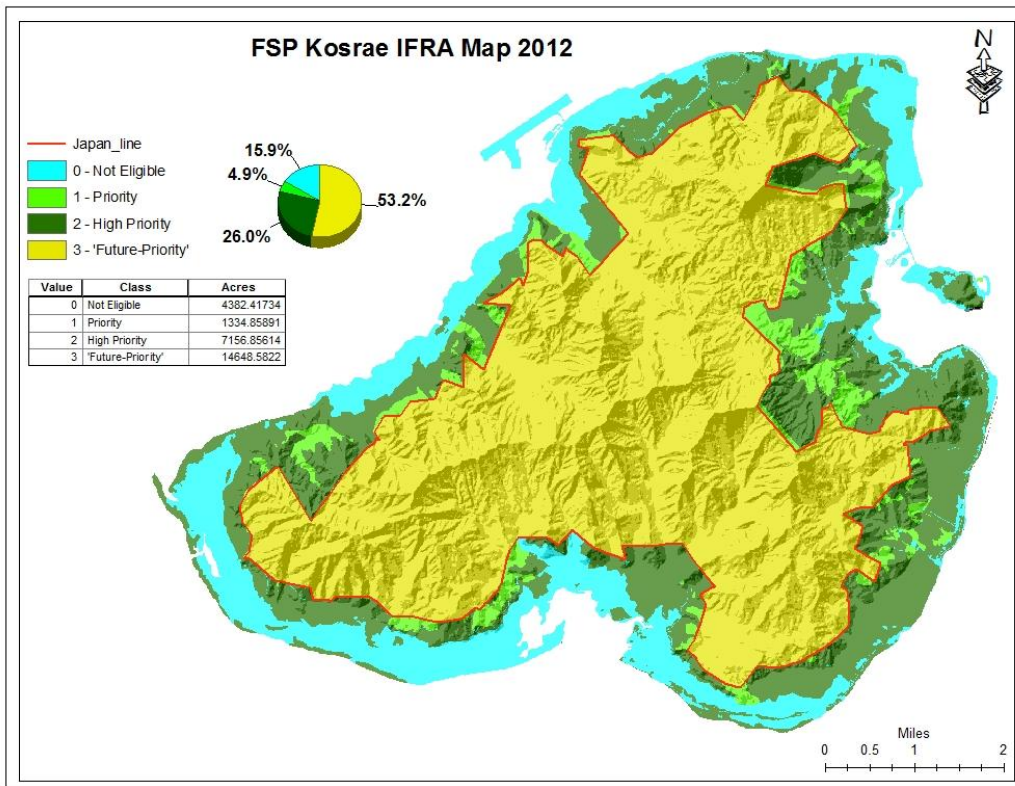 FSP Kosrae IFRA Map 2012
N
Japan_line
0 - Not Eligible
1 - Priority
2 - High Priority
3 - 'Future-Priority'
15.9%
4.9%
53.2%
26.0%
Value Class Acres
0 Not Eligible 4382.41734
1 Priority 1334.85891
2 High Priority 7156.85614
3 'Future-Priority' 14648.5822
Miles
0 0.5 1 2